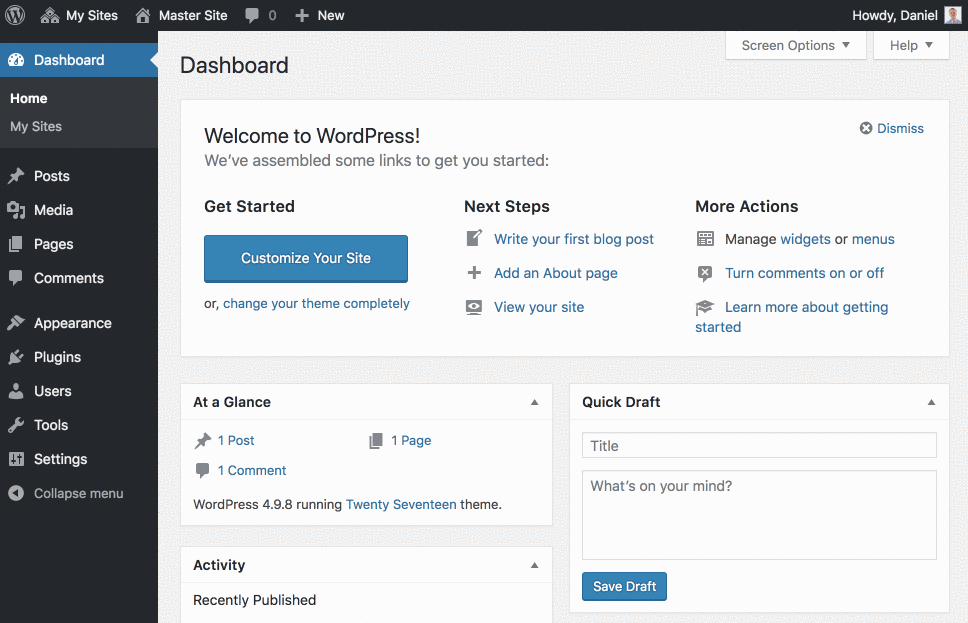 My Sites
Master Site
0
New
Howdy, Daniel
Dashboard
Home
My Sites
Posts
Media
Pages
Comments
Appearance
Plugins
Users
Tools
Settings
Collapse menu
Screen Options
Help
Dashboard
Welcome to WordPress!
We’ve assembled some links to get you started:
Dismiss
Get Started
Customize Your Site
or, change your theme completely
Next Steps
Write your first blog post
Add an About page
View your site
More Actions
Manage widgets or menus
Turn comments on or off
Learn more about getting
started
At a Glance
1 Post
1 Page
1 Comment
WordPress 4.9.8 running Twenty Seventeen theme.
Activity
Recently Published
Quick Draft
Title
What’s on your mind?
Save Draft